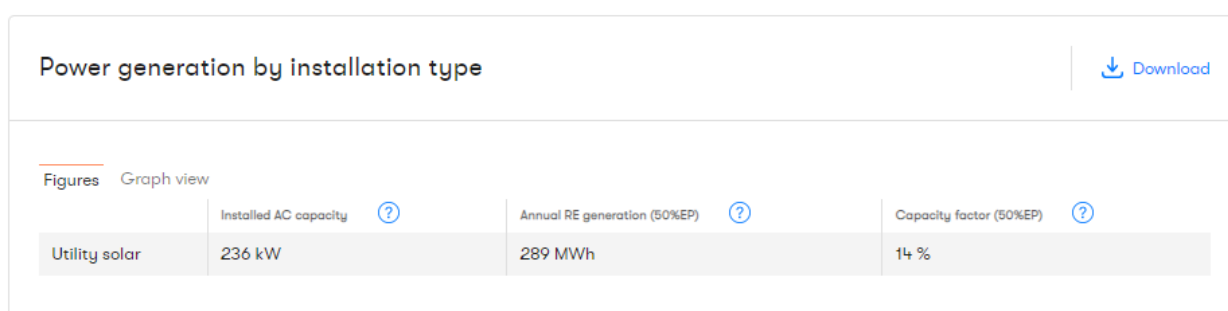 Power generation by installation type
Download
Figures Graph view
Installed AC capacity ? Annual RE generation (50%EP) ? Capacity factor (50%EP) ?
Utility solar 236 kW 289 MWh 14 %